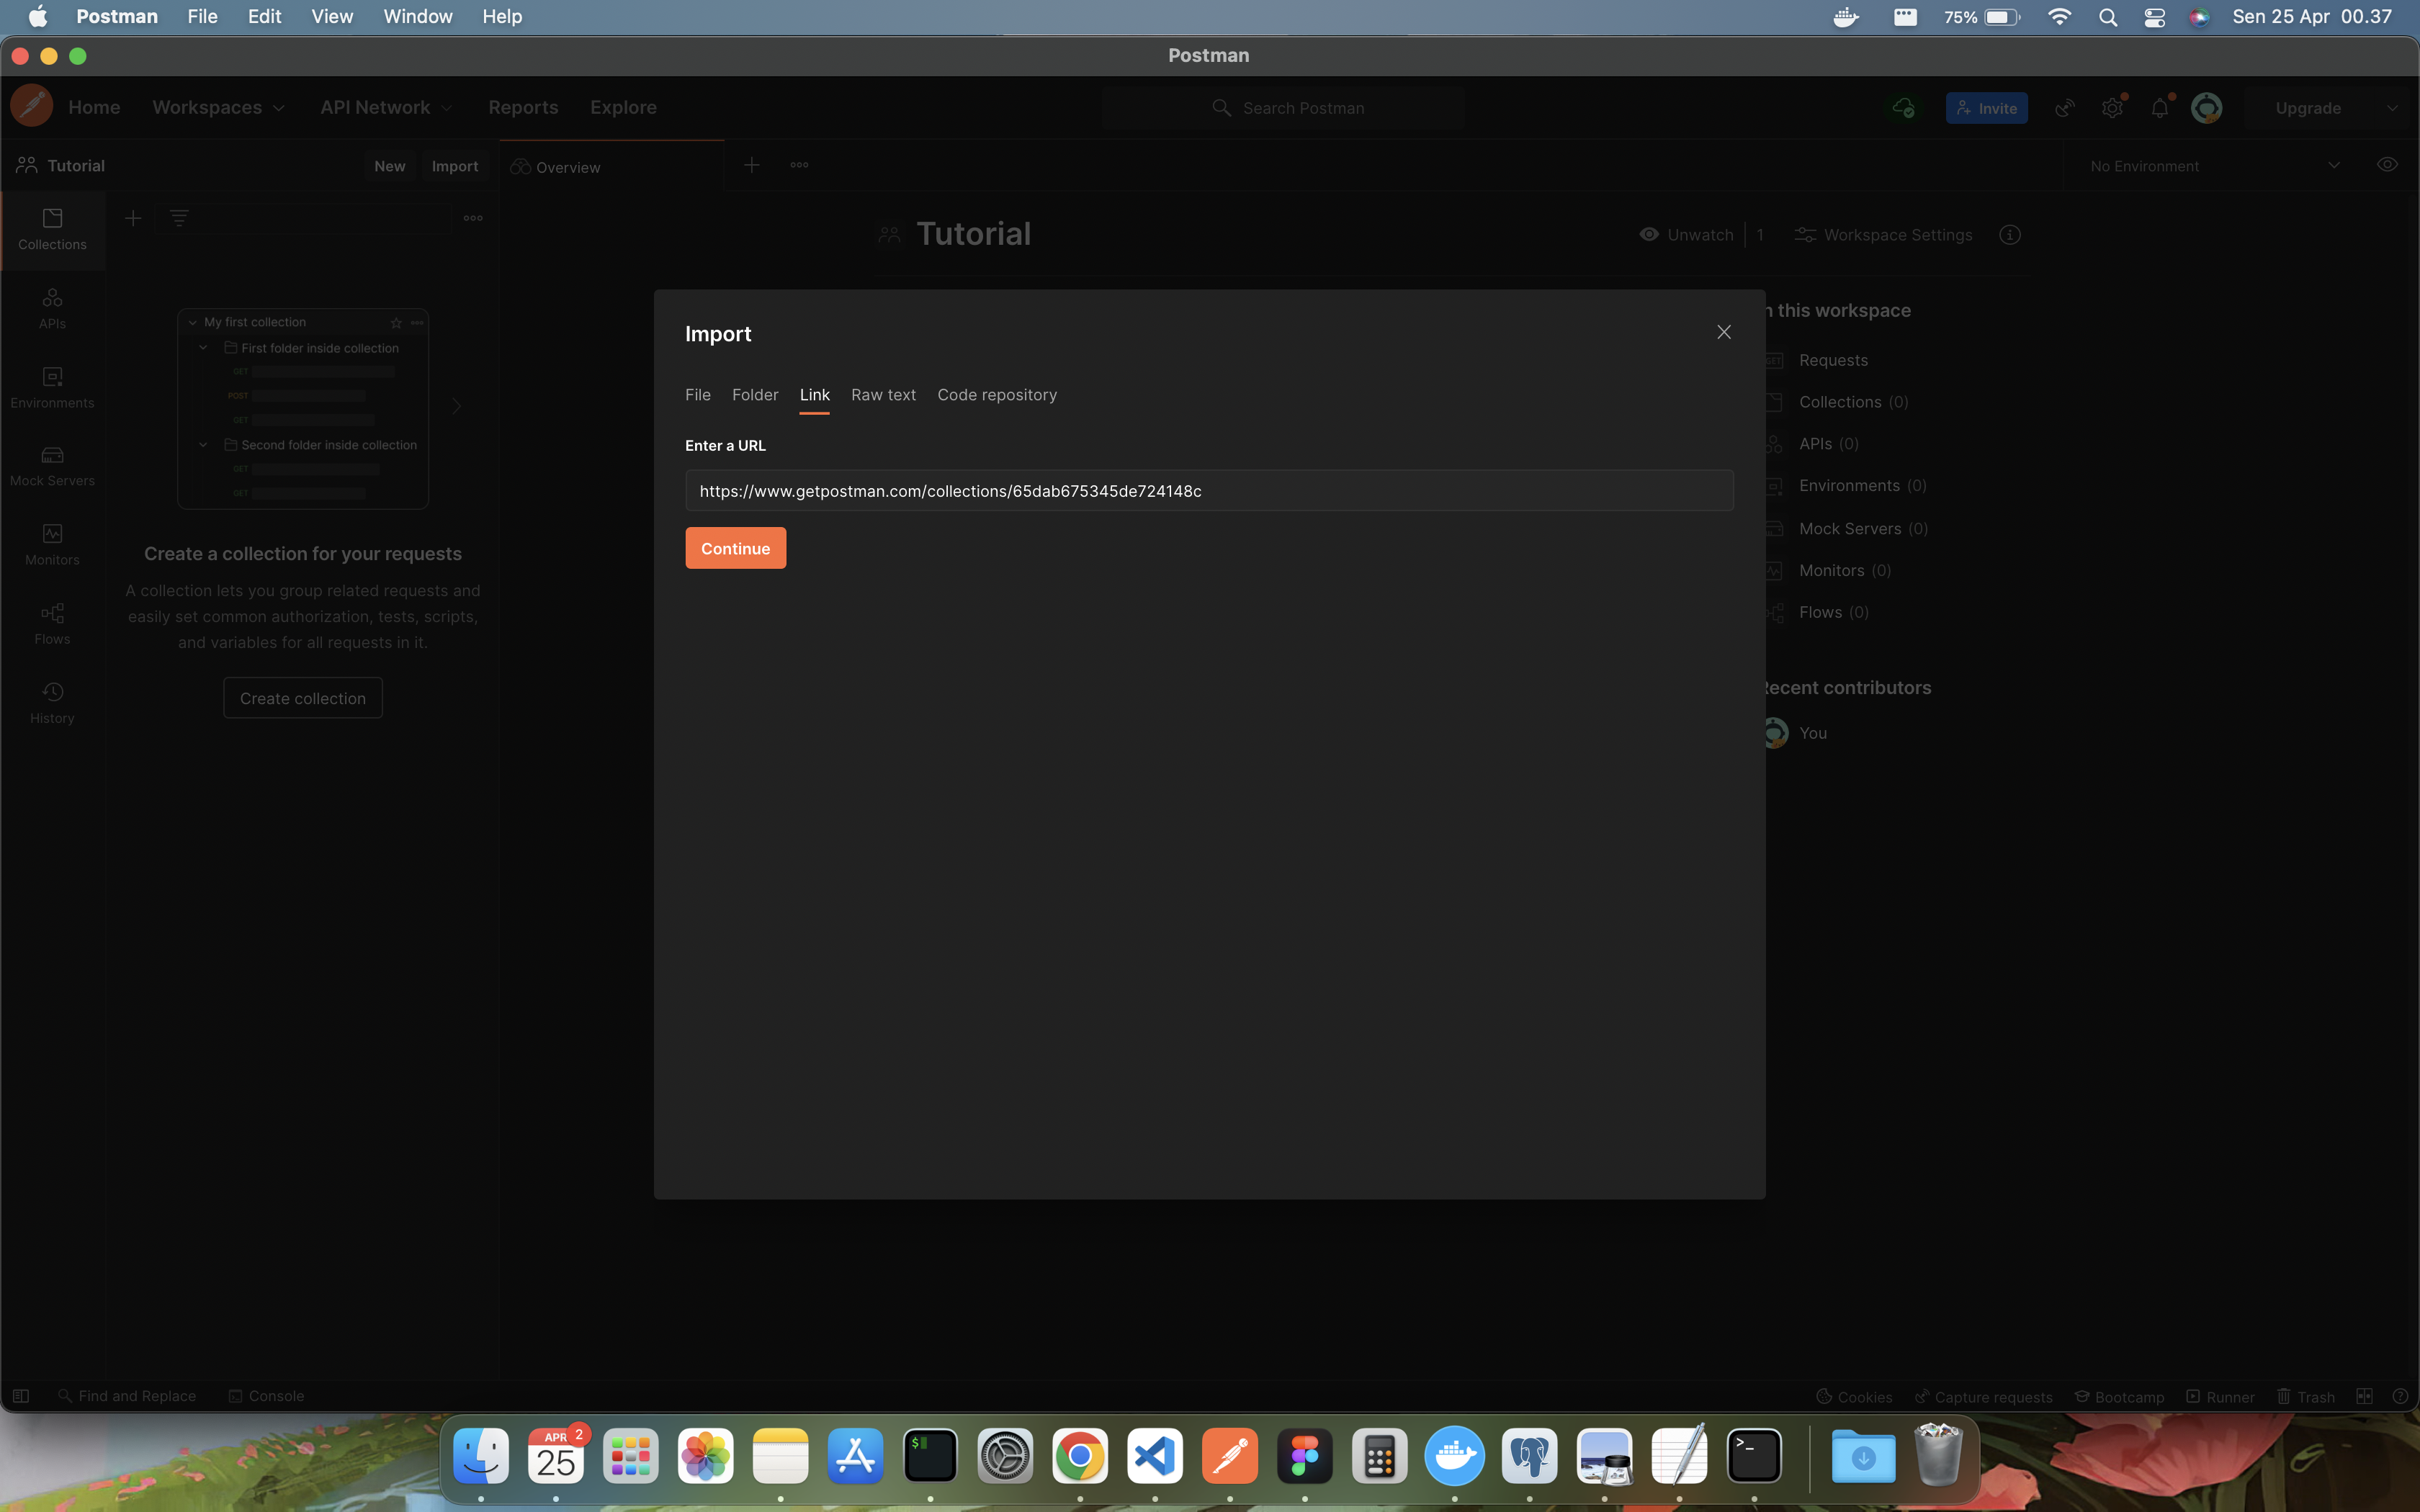 Postman File Edit View Window Help 75% Sen 25 Apr 00.37
Postman
Home Workspaces API Network Reports Explore Search Postman Invite Upgrade
Tutorial New Import Overview No Environment
Collections
Tutorial Unwatch 1 Workspace Settings
APIs
Environments
Mock Servers
Monitors
Flows
History
My first collection
First folder inside collection
GET
POST
GET
Second folder inside collection
GET
GET
Create a collection for your requests
A collection lets you group related requests and
easily set common authorization, tests, scripts,
and variables for all requests in it.
Create collection
Import
File Folder Link Raw text Code repository
Enter a URL
https://www.getpostman.com/collections/65dab675345de724148c
Continue
this workspace
GET Requests
Collections (0)
APIs (0)
Environments (0)
Mock Servers (0)
Monitors (0)
Flows (0)
Recent contributors
You
Find and Replace Console Cookies Capture requests Bootcamp Runner Trash
APR 2
25
$
>_